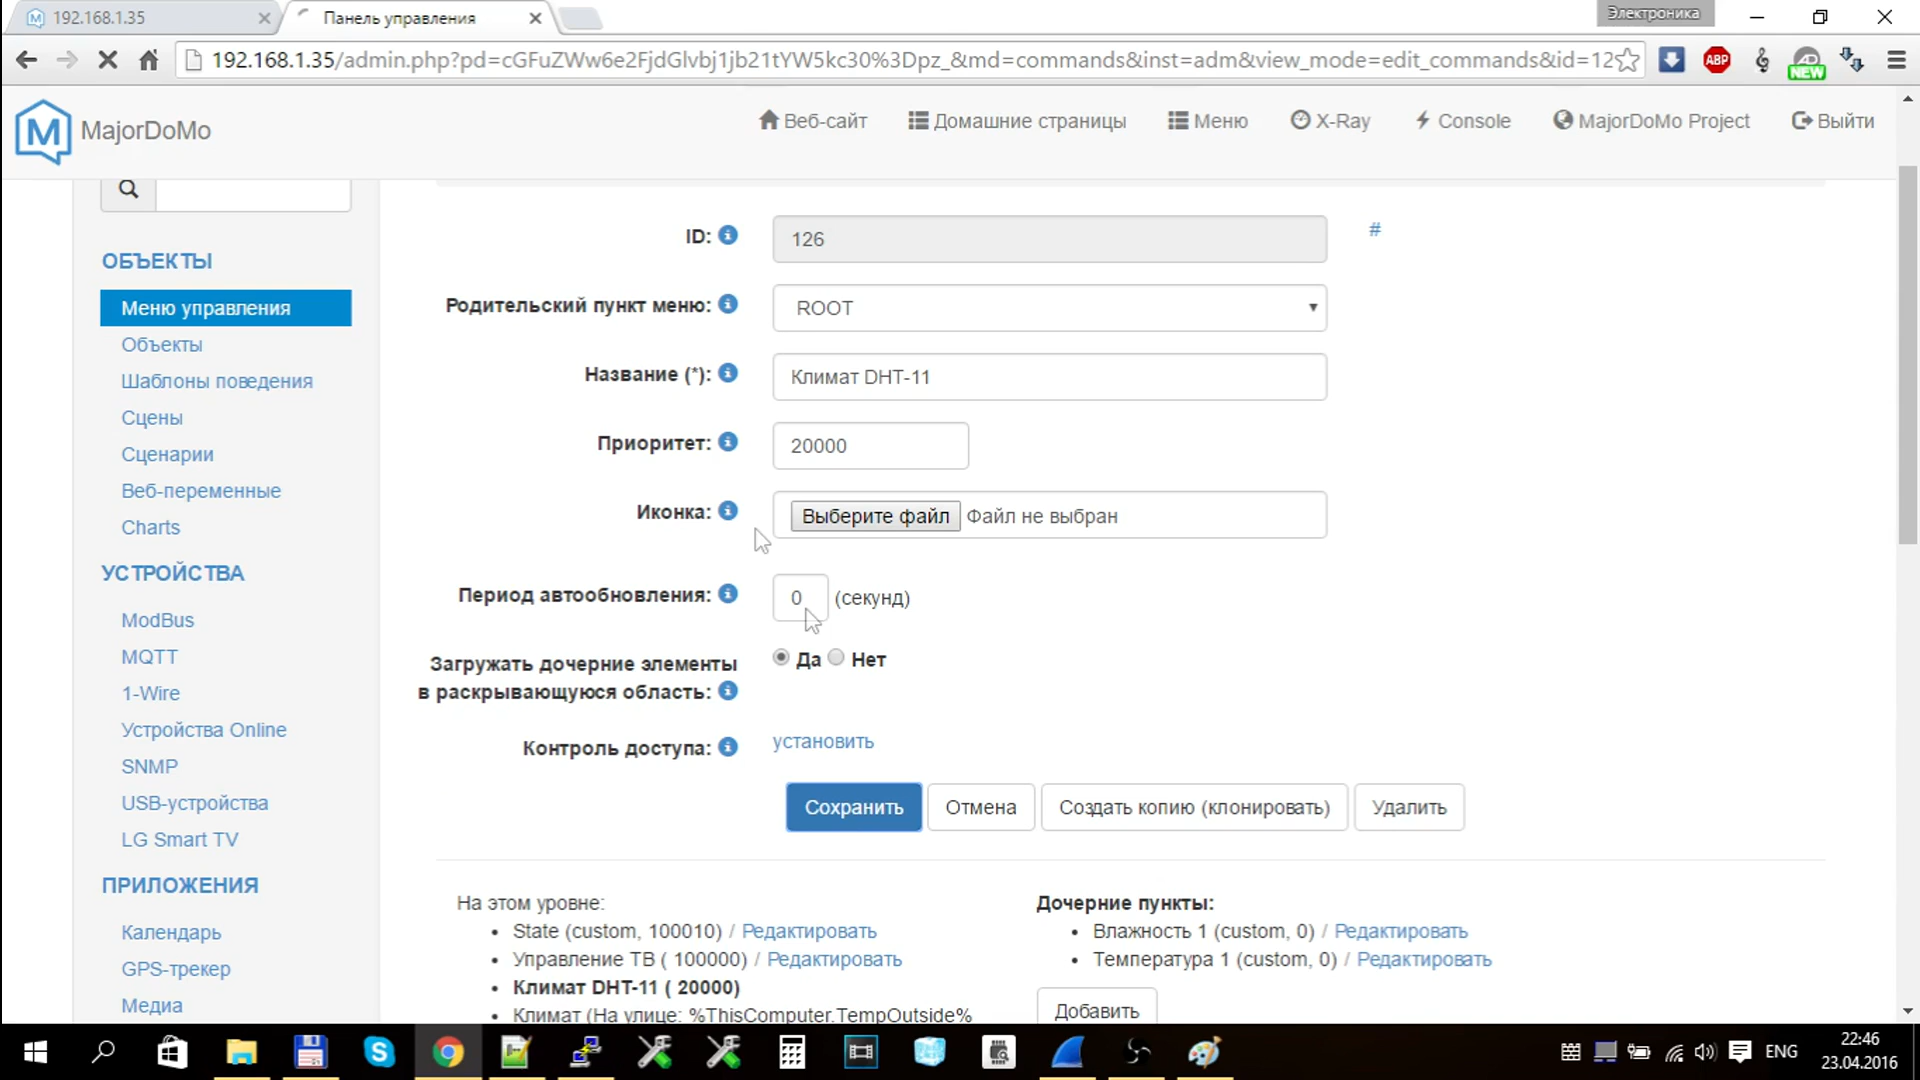 192.168.1.35
Панель управления
Электроника
192.168.1.35/admin.php?pd=cGFuZWw6e2FjdGlvbj1jb21tYW5kc30%3Dpz_&md=commands&inst=adm&view_mode=edit_commands&id=12
ABP
NEW
MajorDoMo
Веб-сайт
Домашние страницы
Меню
X-Ray
Console
MajorDoMo Project
Выйти
ОБЪЕКТЫ
Меню управления
Объекты
Шаблоны поведения
Сцены
Сценарии
Веб-переменные
Charts
УСТРОЙСТВА
ModBus
MQTT
1-Wire
Устройства Online
SNMP
USB-устройства
LG Smart TV
ПРИЛОЖЕНИЯ
Календарь
GPS-трекер
Медиа
ID: 126 #
Родительский пункт меню: ROOT
Название (*): Климат DHT-11
Приоритет: 20000
Иконка: Выберите файл Файл не выбран
Период автообновления: 0 (секунд)
Загружать дочерние элементы
в раскрывающуюся область: Да Нет
Контроль доступа: установить
Сохранить Отмена Создать копию (клонировать) Удалить
На этом уровне:
State (custom, 100010) / Редактировать
Управление ТВ ( 100000) / Редактировать
Климат DHT-11 ( 20000)
Климат (На улице: %ThisComputer.TempOutside%
Дочерние пункты:
Влажность 1 (custom, 0) / Редактировать
Температура 1 (custom, 0) / Редактировать
Добавить
ENG
22:46
23.04.2016